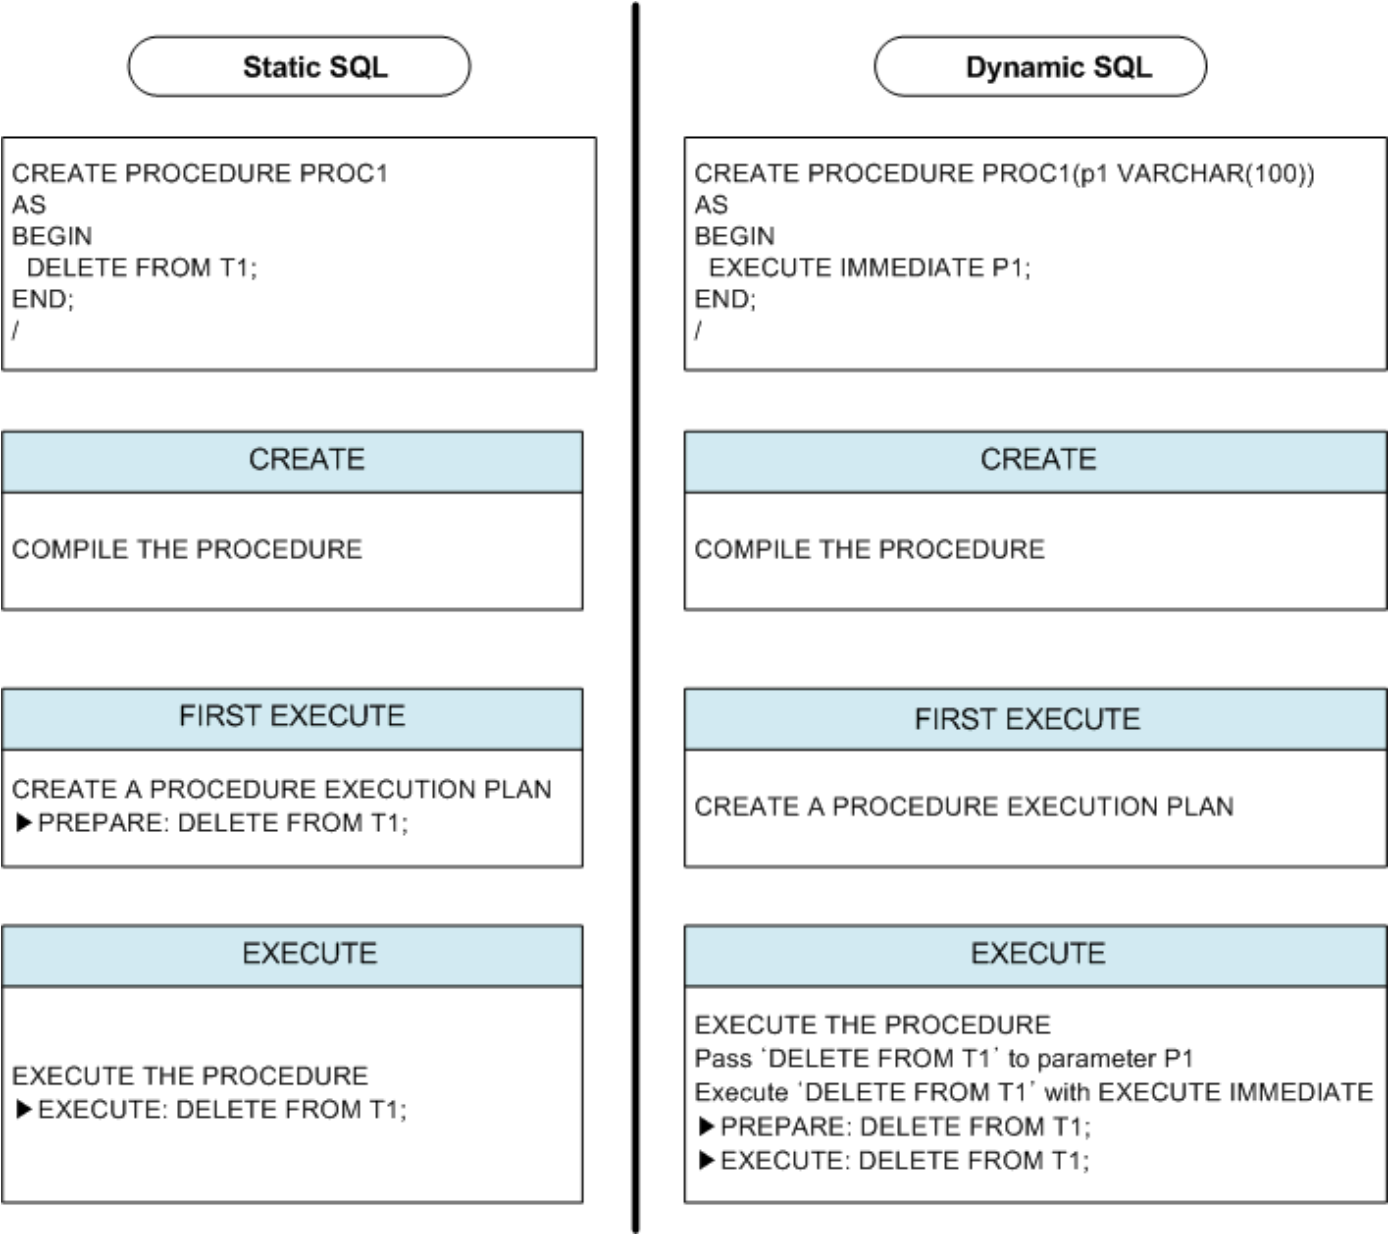 Static SQL
CREATE PROCEDURE PROC1
AS
BEGIN
DELETE FROM T1;
END;
/
CREATE
COMPILE THE PROCEDURE
FIRST EXECUTE
CREATE A PROCEDURE EXECUTION PLAN
▶PREPARE: DELETE FROM T1;
EXECUTE
EXECUTE THE PROCEDURE
▶EXECUTE: DELETE FROM T1;
Dynamic SQL
CREATE PROCEDURE PROC1(p1 VARCHAR(100))
AS
BEGIN
EXECUTE IMMEDIATE P1;
END;
/
CREATE
COMPILE THE PROCEDURE
FIRST EXECUTE
CREATE A PROCEDURE EXECUTION PLAN
EXECUTE
EXECUTE THE PROCEDURE
Pass ‘DELETE FROM T1’ to parameter P1
Execute ‘DELETE FROM T1’ with EXECUTE IMMEDIATE
▶PREPARE: DELETE FROM T1;
▶EXECUTE: DELETE FROM T1;